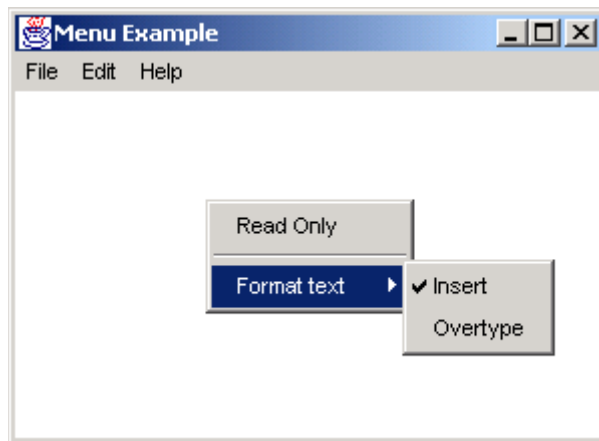 Menu Example
File Edit Help
Read Only
Format text
Insert
Overtype